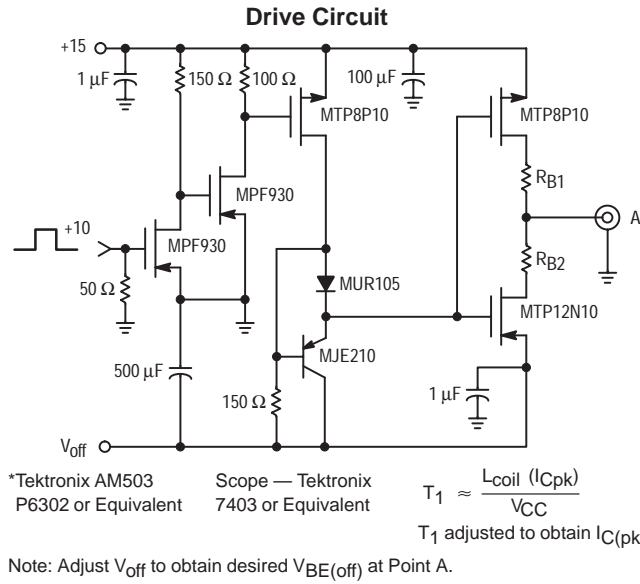 Drive Circuit
+15
1 μF
150 Ω
100 Ω
100 μF
MTP8P10
MTP8P10
MPF930
RB1
+10
MPF930
A
50 Ω
MUR105
RB2
MTP12N10
MJE210
500 μF
150 Ω
1 μF
Voff
*Tektronix AM503
P6302 or Equivalent
Scope — Tektronix
7403 or Equivalent
T1 ≈ Lcoil (ICpk)
VCC
T1 adjusted to obtain IC(pk
Note: Adjust Voff to obtain desired VBE(off) at Point A.